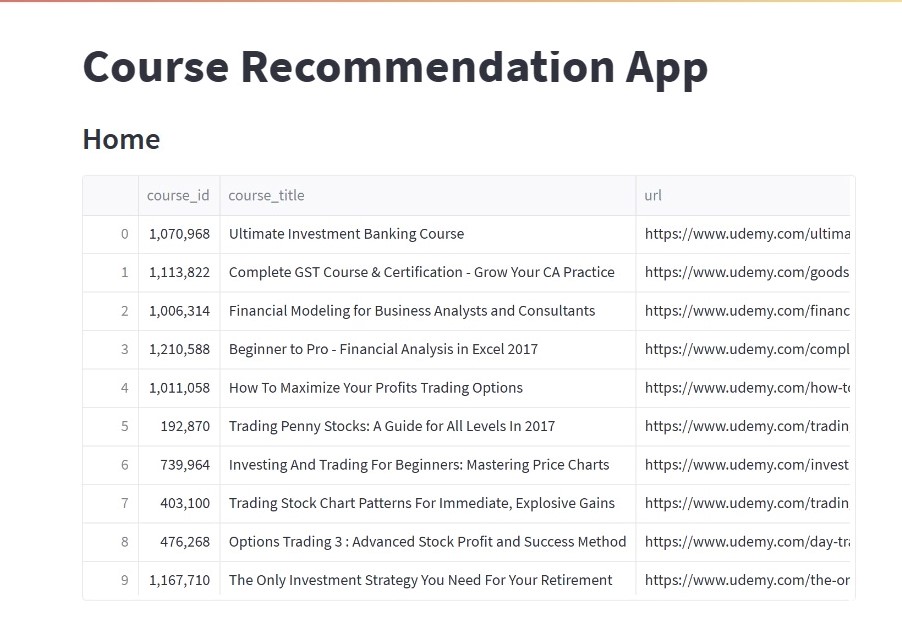 Course Recommendation App
Home
course_id course_title url
0 1,070,968 Ultimate Investment Banking Course https://www.udemy.com/ultima
1 1,113,822 Complete GST Course & Certification - Grow Your CA Practice https://www.udemy.com/goods
2 1,006,314 Financial Modeling for Business Analysts and Consultants https://www.udemy.com/financ
3 1,210,588 Beginner to Pro - Financial Analysis in Excel 2017 https://www.udemy.com/compl
4 1,011,058 How To Maximize Your Profits Trading Options https://www.udemy.com/how-to
5 192,870 Trading Penny Stocks: A Guide for All Levels In 2017 https://www.udemy.com/tradin
6 739,964 Investing And Trading For Beginners: Mastering Price Charts https://www.udemy.com/invest
7 403,100 Trading Stock Chart Patterns For Immediate, Explosive Gains https://www.udemy.com/tradin
8 476,268 Options Trading 3 : Advanced Stock Profit and Success Method https://www.udemy.com/day-tra
9 1,167,710 The Only Investment Strategy You Need For Your Retirement https://www.udemy.com/the-on